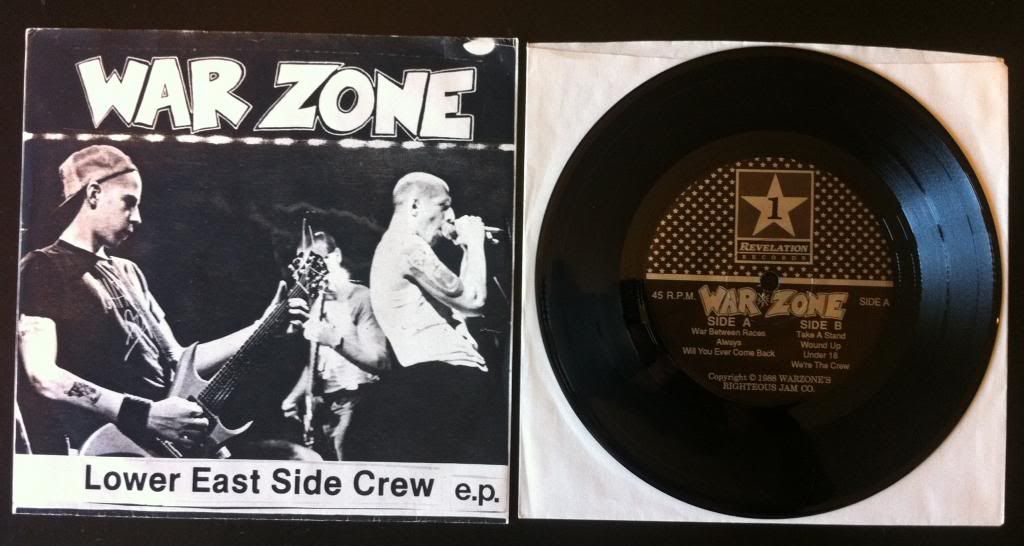 WAR ZONE
Lower East Side Crew e.p.
1
REVELATION
RECORDS
45 R.P.M. WAR ZONE SIDE A
SIDE A
War Between Races
Always
Will You Ever Come Back
SIDE B
Take A Stand
Wound Up
Under 18
We're The Crew
Copyright © 1988 WARZONE'S
RIGHTEOUS JAM CO.